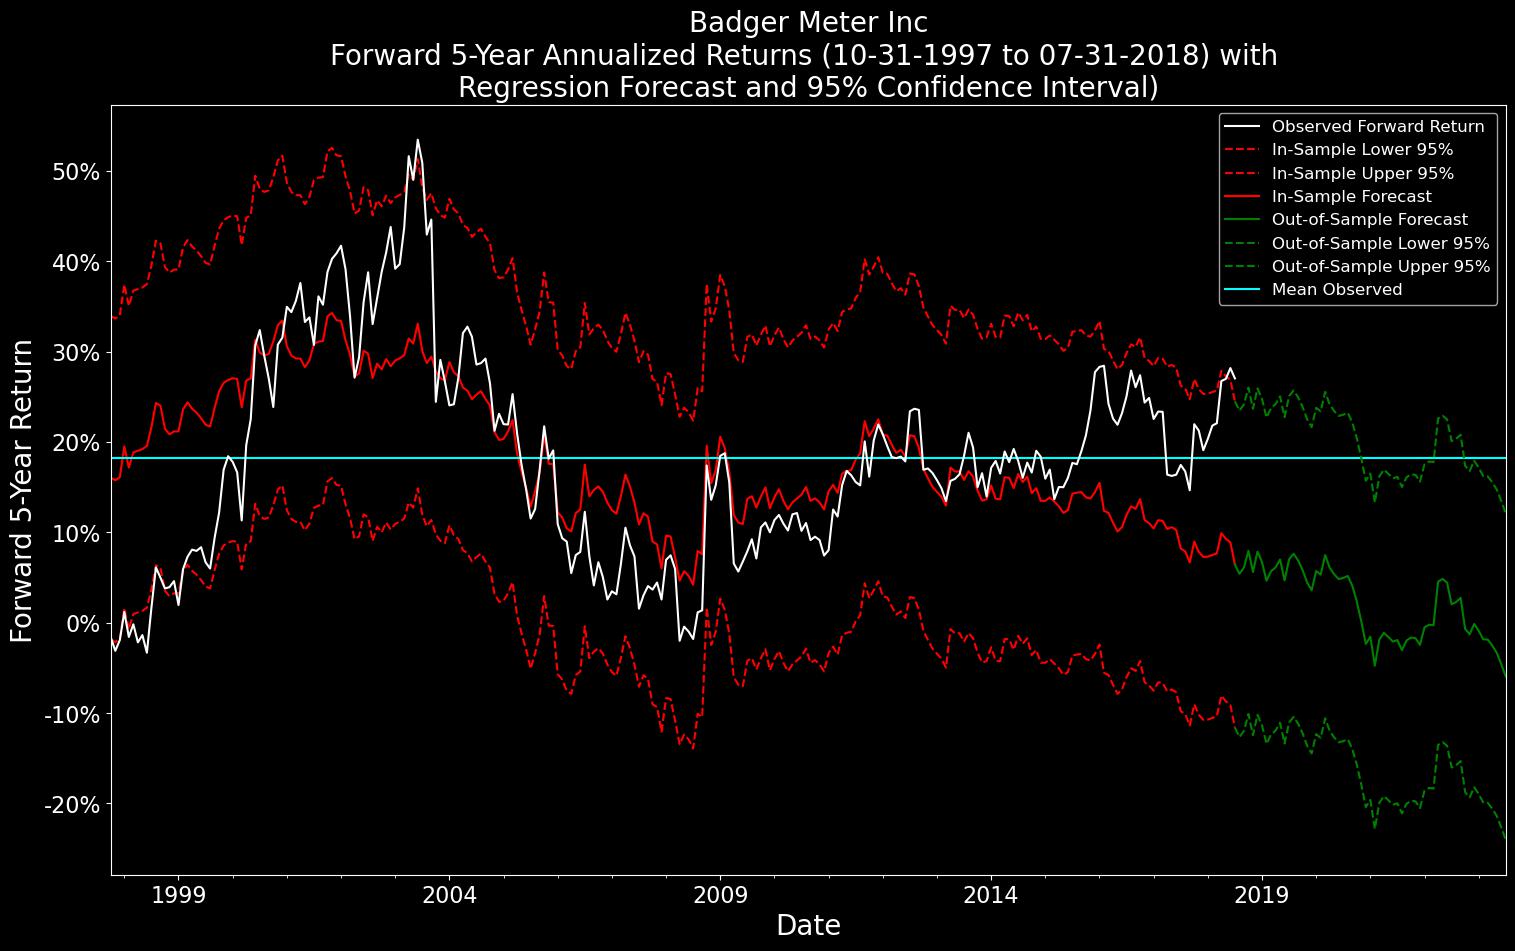 Badger Meter Inc
Forward 5-Year Annualized Returns (10-31-1997 to 07-31-2018) with
Regression Forecast and 95% Confidence Interval)
Observed Forward Return
In-Sample Lower 95%
In-Sample Upper 95%
In-Sample Forecast
Out-of-Sample Forecast
Out-of-Sample Lower 95%
Out-of-Sample Upper 95%
Mean Observed
Forward 5-Year Return
50%
40%
30%
20%
10%
0%
-10%
-20%
1999
2004
2009
2014
2019
Date